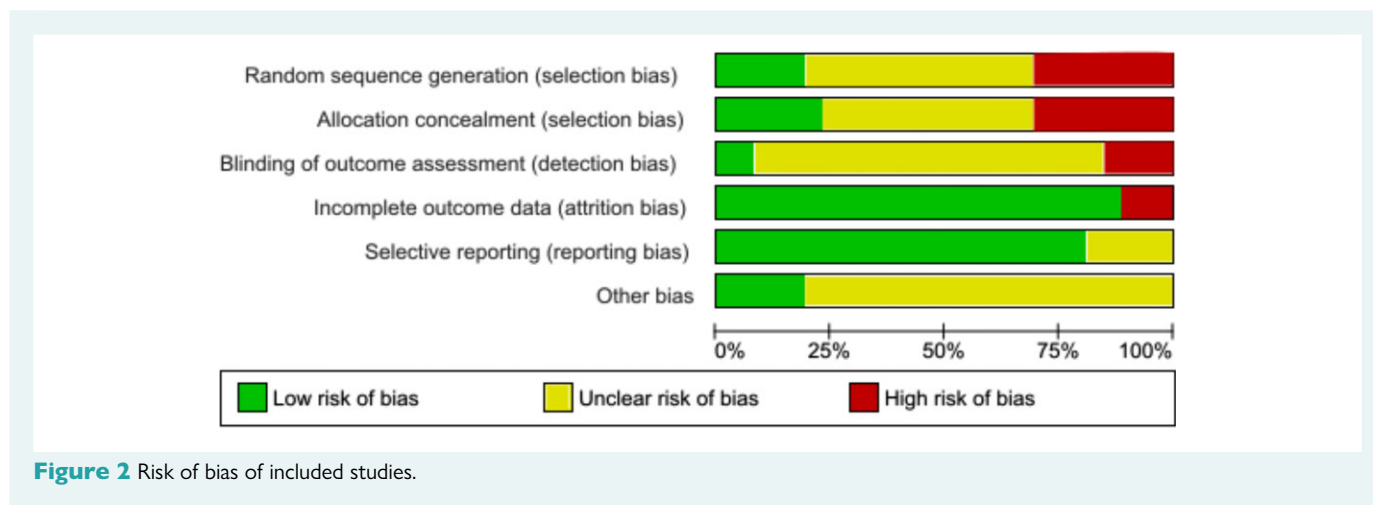 Random sequence generation (selection bias)
Allocation concealment (selection bias)
Blinding of outcome assessment (detection bias)
Incomplete outcome data (attrition bias)
Selective reporting (reporting bias)
Other bias
0% 25% 50% 75% 100%
Low risk of bias Unclear risk of bias High risk of bias
Figure 2 Risk of bias of included studies.